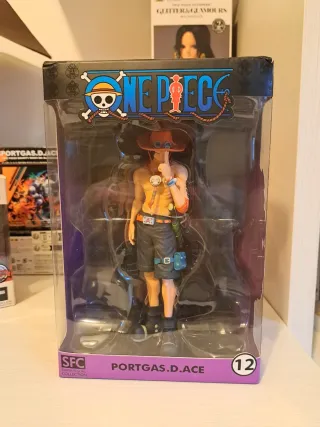 GLITTER&GLAMOURS
ONE PIECE
PORTGAS.D.ACE
SFC
PORTGAS.D.ACE
12